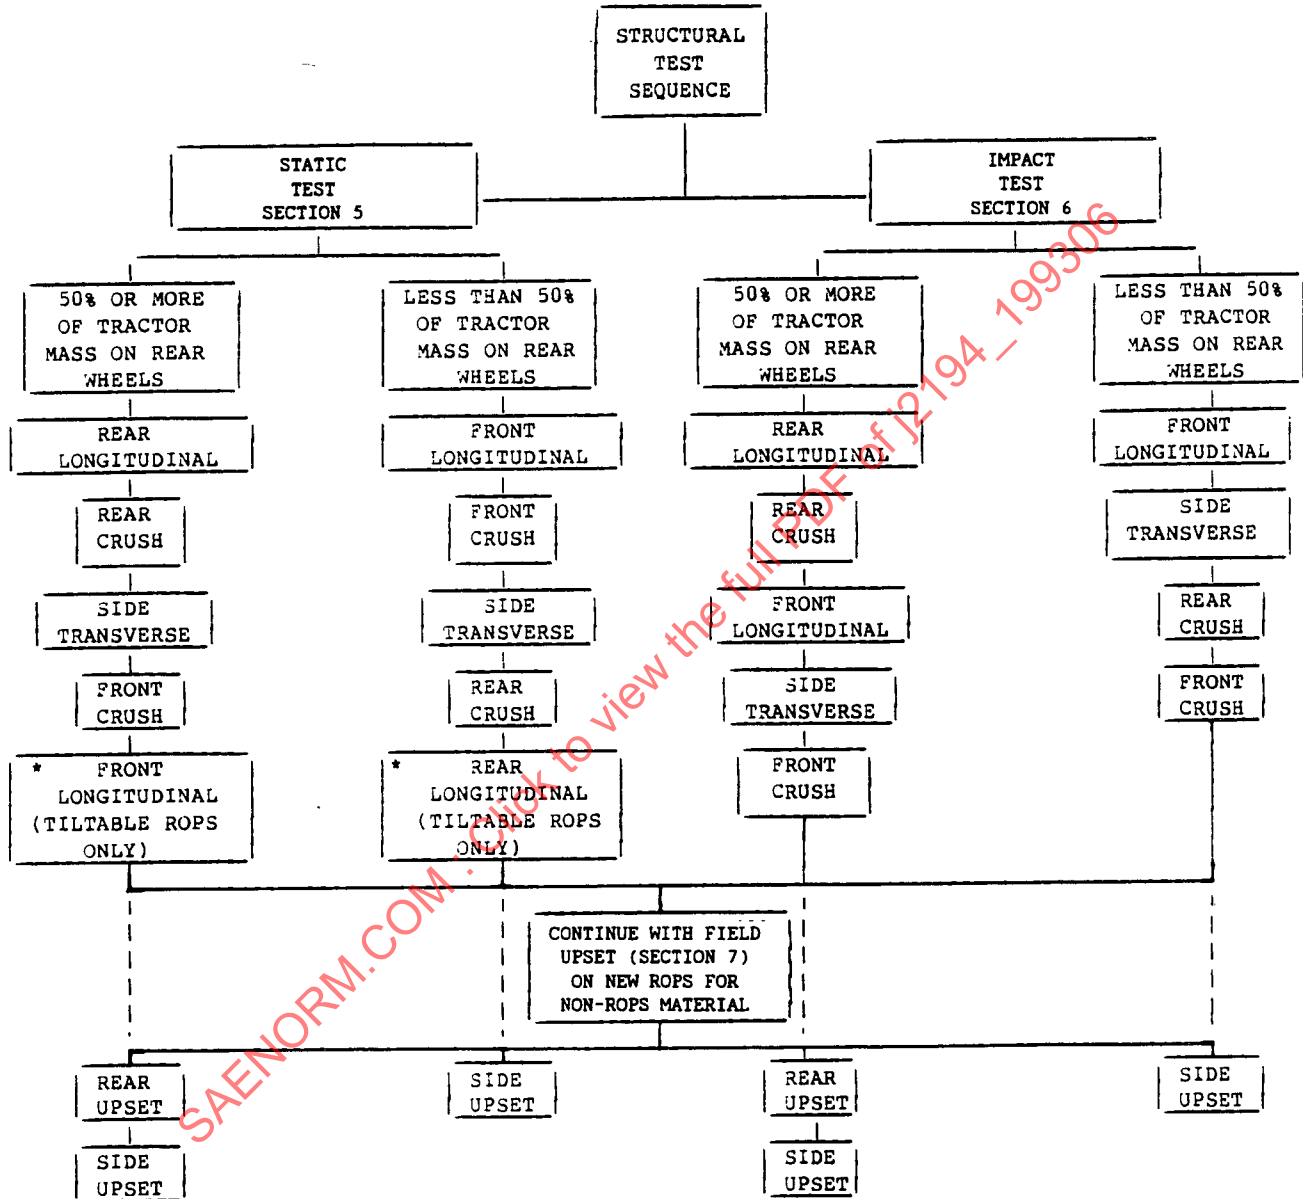 STRUCTURAL
TEST
SEQUENCE
STATIC
TEST
SECTION 5
IMPACT
TEST
SECTION 6
50% OR MORE
OF TRACTOR
MASS ON REAR
WHEELS
LESS THAN 50%
OF TRACTOR
MASS ON REAR
WHEELS
50% OR MORE
OF TRACTOR
MASS ON REAR
WHEELS
LESS THAN 50%
OF TRACTOR
MASS ON REAR
WHEELS
REAR
LONGITUDINAL
FRONT
LONGITUDINAL
REAR
LONGITUDINAL
FRONT
LONGITUDINAL
REAR
CRUSH
FRONT
CRUSH
REAR
CRUSH
SIDE
TRANSVERSE
SIDE
TRANSVERSE
SIDE
TRANSVERSE
FRONT
LONGITUDINAL
REAR
CRUSH
FRONT
CRUSH
REAR
CRUSH
SIDE
TRANSVERSE
FRONT
CRUSH
* FRONT
LONGITUDINAL
(TILTABLE ROPS
ONLY)
* REAR
LONGITUDINAL
(TILTABLE ROPS
ONLY)
FRONT
CRUSH
CONTINUE WITH FIELD
UPSET (SECTION 7)
ON NEW ROPS FOR
NON-ROPS MATERIAL
REAR
UPSET
SIDE
UPSET
REAR
UPSET
SIDE
UPSET
SIDE
UPSET
SIDE
UPSET
SAENORM.COM : Click to view the full PDF of j2194_199306